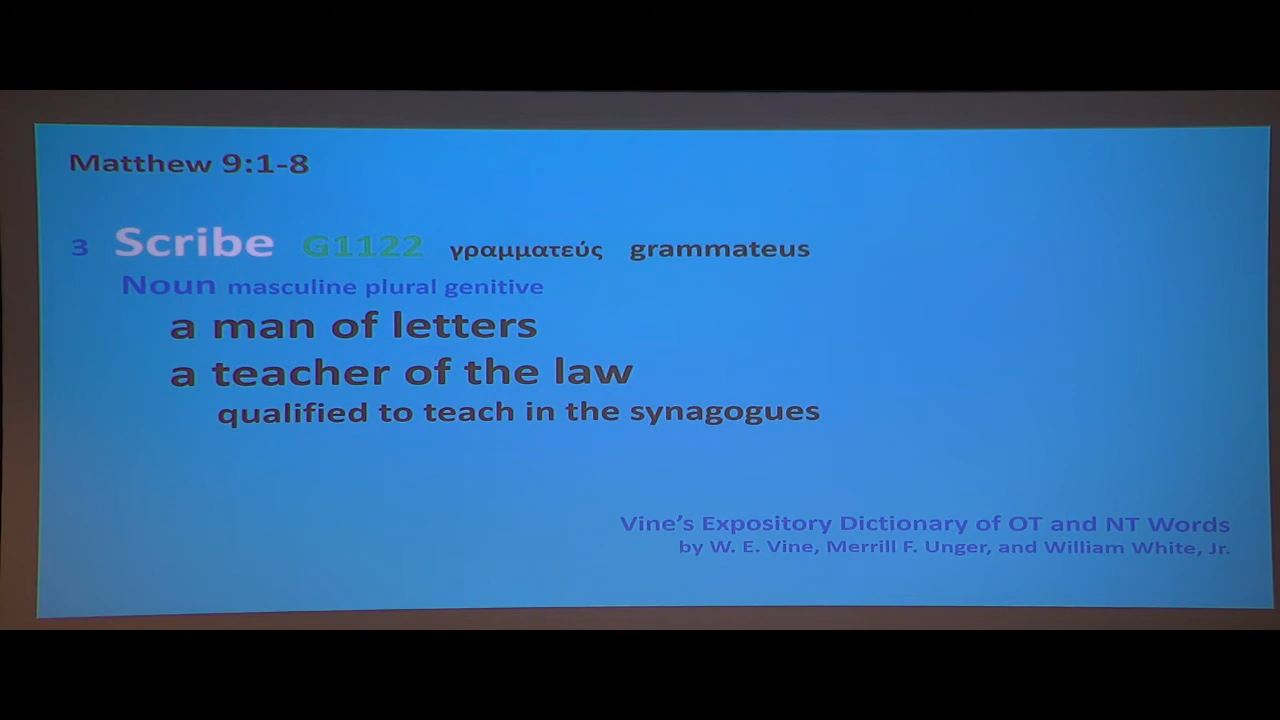 Matthew 9:1-8
3 Scribe G1122 γραμματεύς grammateus
Noun masculine plural genitive
a man of letters
a teacher of the law
qualified to teach in the synagogues
Vine's Expository Dictionary of OT and NT Words
by W. E. Vine, Merrill F. Unger, and William White, Jr.